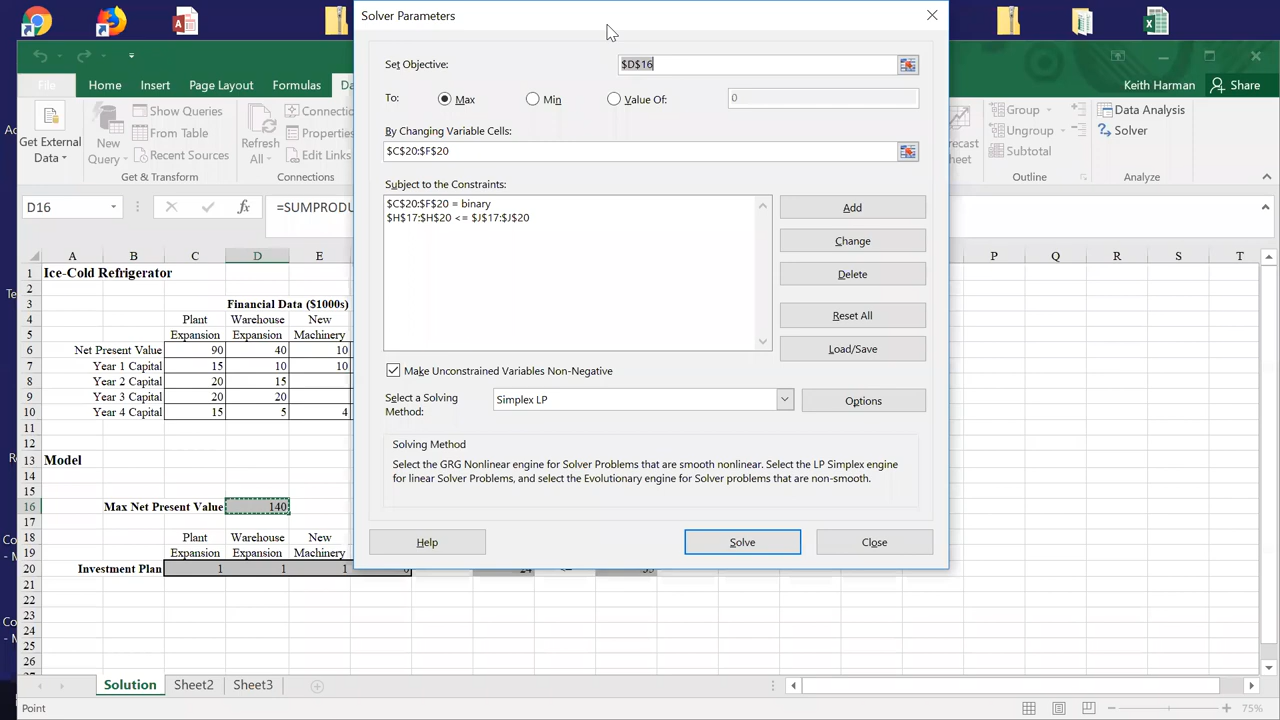 Solver Parameters
Keith Harman
Share
File
Home
Insert
Page Layout
Formulas
Set Objective:
$D$16
To:
Max
Min
Value Of:
0
By Changing Variable Cells:
$C$20:$F$20
Subject to the Constraints:
$C$20:$F$20 = binary
$H$17:$H$20 <= $J$17:$J$20
Add
Change
Delete
Reset All
Load/Save
Make Unconstrained Variables Non-Negative
Select a Solving
Method:
Simplex LP
Options
Solving Method
Select the GRG Nonlinear engine for Solver Problems that are smooth nonlinear. Select the LP Simplex engine
for linear Solver Problems, and select the Evolutionary engine for Solver problems that are non-smooth.
Help
Solve
Close
Get External
Data
New
Query
Show Queries
From Table
Recent Sources
Get & Transform
Refresh
All
Properties
Edit Links
Connections
Group
Ungroup
Subtotal
Outline
Data Analysis
Solver
Analyze
D16
=SUMPRODU
A B C D E P Q R S T
1 Ice-Cold Refrigerator
2
3 Financial Data ($1000s)
4 Plant Warehouse New
5 Expansion Expansion Machinery
6 Net Present Value 90 40 10
7 Year 1 Capital 15 10 10
8 Year 2 Capital 20 15
9 Year 3 Capital 20 20
10 Year 4 Capital 15 5 4
11
12
13 Model
14
15
16 Max Net Present Value 140
17
18 Plant Warehouse New
19 Expansion Expansion Machinery
20 Investment Plan 1 1 1
21
22
23
24
25
26
Solution
Sheet2
Sheet3
Point
75%